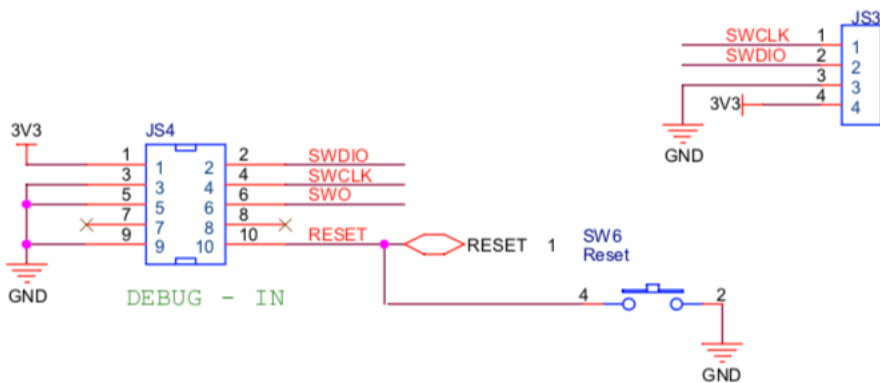 JS3
SWCLK 1 1
SWDIO 2 2
3 3
3V3 4 4
GND
3V3
JS4
1 1 2 2 SWDIO
3 3 4 4 SWCLK
5 5 6 6 SWO
7 7 8 8
9 9 10 10 RESET
RESET 1
SW6
Reset
4 2
GND
DEBUG - IN
GND